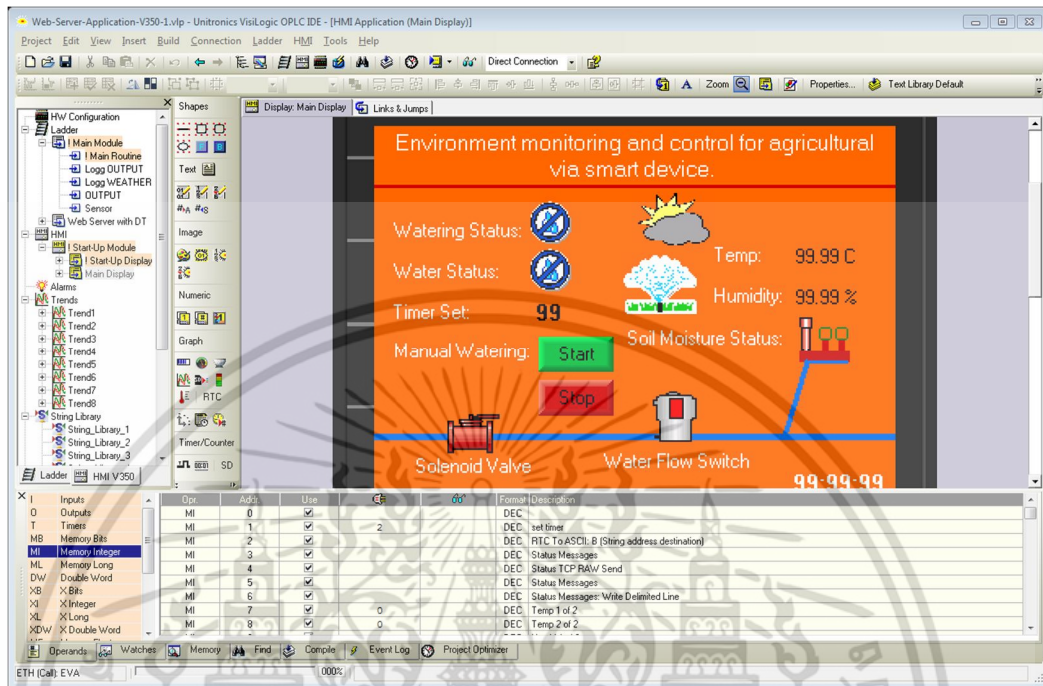 Web-Server-Application-V350-1.vlp - Unitronics VisiLogic OPLC IDE - [HMI Application (Main Display)]
Project Edit View Insert Build Connection Ladder HMI Tools Help
Direct Connection
Zoom Properties... Text Library Default
HW Configuration
Ladder
! Main Module
! Main Routine
Logg OUTPUT
Logg WEATHER
OUTPUT
Sensor
Web Server with DT
HMI
! Start-Up Module
! Start-Up Display
Main Display
Alarms
Trends
Trend1
Trend2
Trend3
Trend4
Trend5
Trend6
Trend7
Trend8
String Library
String_Library_1
String_Library_2
String_Library_3
Ladder HMI V350
Shapes
Text
Image
Numeric
Graph
RTC
Timer/Counter
SD
Display: Main Display Links & Jumps
Environment monitoring and control for agricultural
via smart device.
Watering Status:
Water Status:
Timer Set: 99
Manual Watering: Start
Stop
Temp: 99.99 C
Humidity: 99.99 %
Soil Moisture Status:
Solenoid Valve
Water Flow Switch
99:99:99
I Inputs
O Outputs
T Timers
MB Memory Bits
MI Memory Integer
ML Memory Long
DW Double Word
XB X Bits
XI X Integer
XL X Long
XDW X Double Word
Opr. Addr. Use Format Description
MI 0 DEC
MI 1 2 DEC set timer
MI 2 DEC RTC To ASCII: B (String address destination)
MI 3 DEC Status Messages
MI 4 DEC Status TCP RAW Send
MI 5 DEC Status Messages
MI 6 DEC Status Messages: Write Delimited Line
MI 7 0 DEC Temp 1 of 2
MI 8 0 DEC Temp 2 of 2
Operands Watches Memory Find Compile Event Log Project Optimizer
ETH (Call): EVA 000%